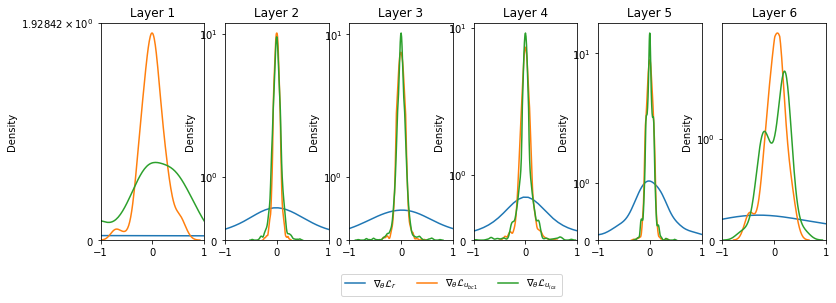 Layer 1 Layer 2 Layer 3 Layer 4 Layer 5 Layer 6
1.92842 × 10⁰ 10¹ 10¹ 10¹ 10¹
Density Density Density Density Density Density
10⁰ 10⁰ 10⁰ 10⁰ 10⁰
0 0 0 0 0 0
−1 0 1 −1 0 1 −1 0 1 −1 0 1 −1 0 1 −1 0 1
∇θℒr ∇θℒu_bc1 ∇θℒu_ics